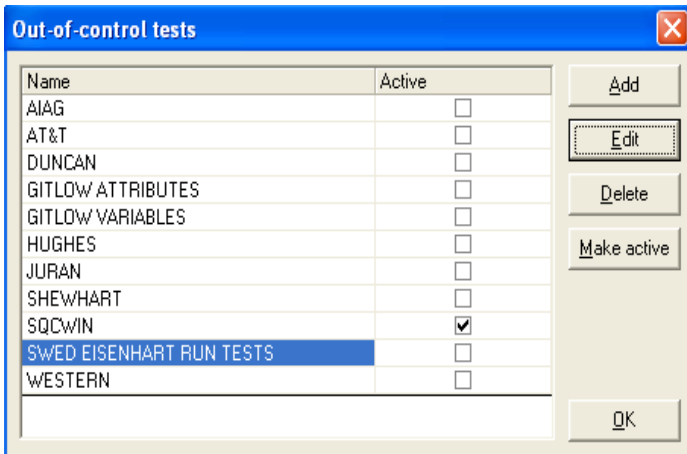 Out-of-control tests
Name Active
AIAG
AT&T
DUNCAN
GITLOW ATTRIBUTES
GITLOW VARIABLES
HUGHES
JURAN
SHEWHART
SQCWIN
SWED EISENHART RUN TESTS
WESTERN
Add
Edit
Delete
Make active
OK